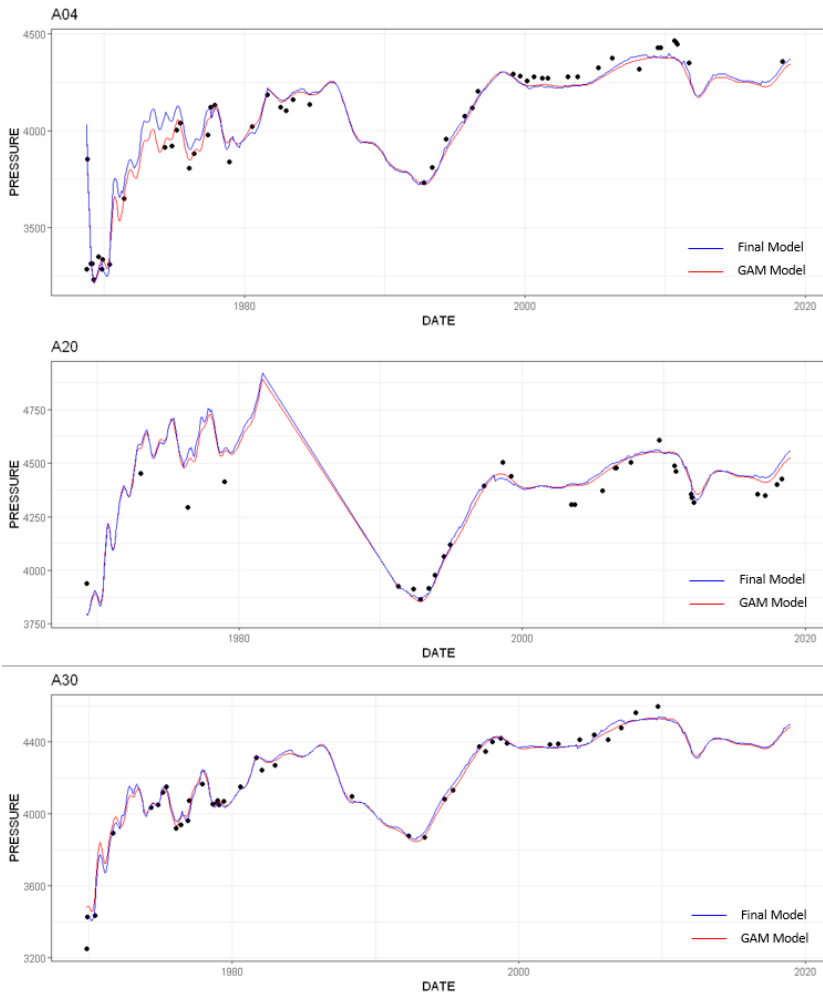 A04
4500
4000
3500
PRESSURE
Final Model
GAM Model
1980
2000
2020
DATE
A20
4750
4500
4250
4000
3750
PRESSURE
Final Model
GAM Model
1980
2000
2020
DATE
A30
4400
4000
3600
3200
PRESSURE
Final Model
GAM Model
1980
2000
2020
DATE